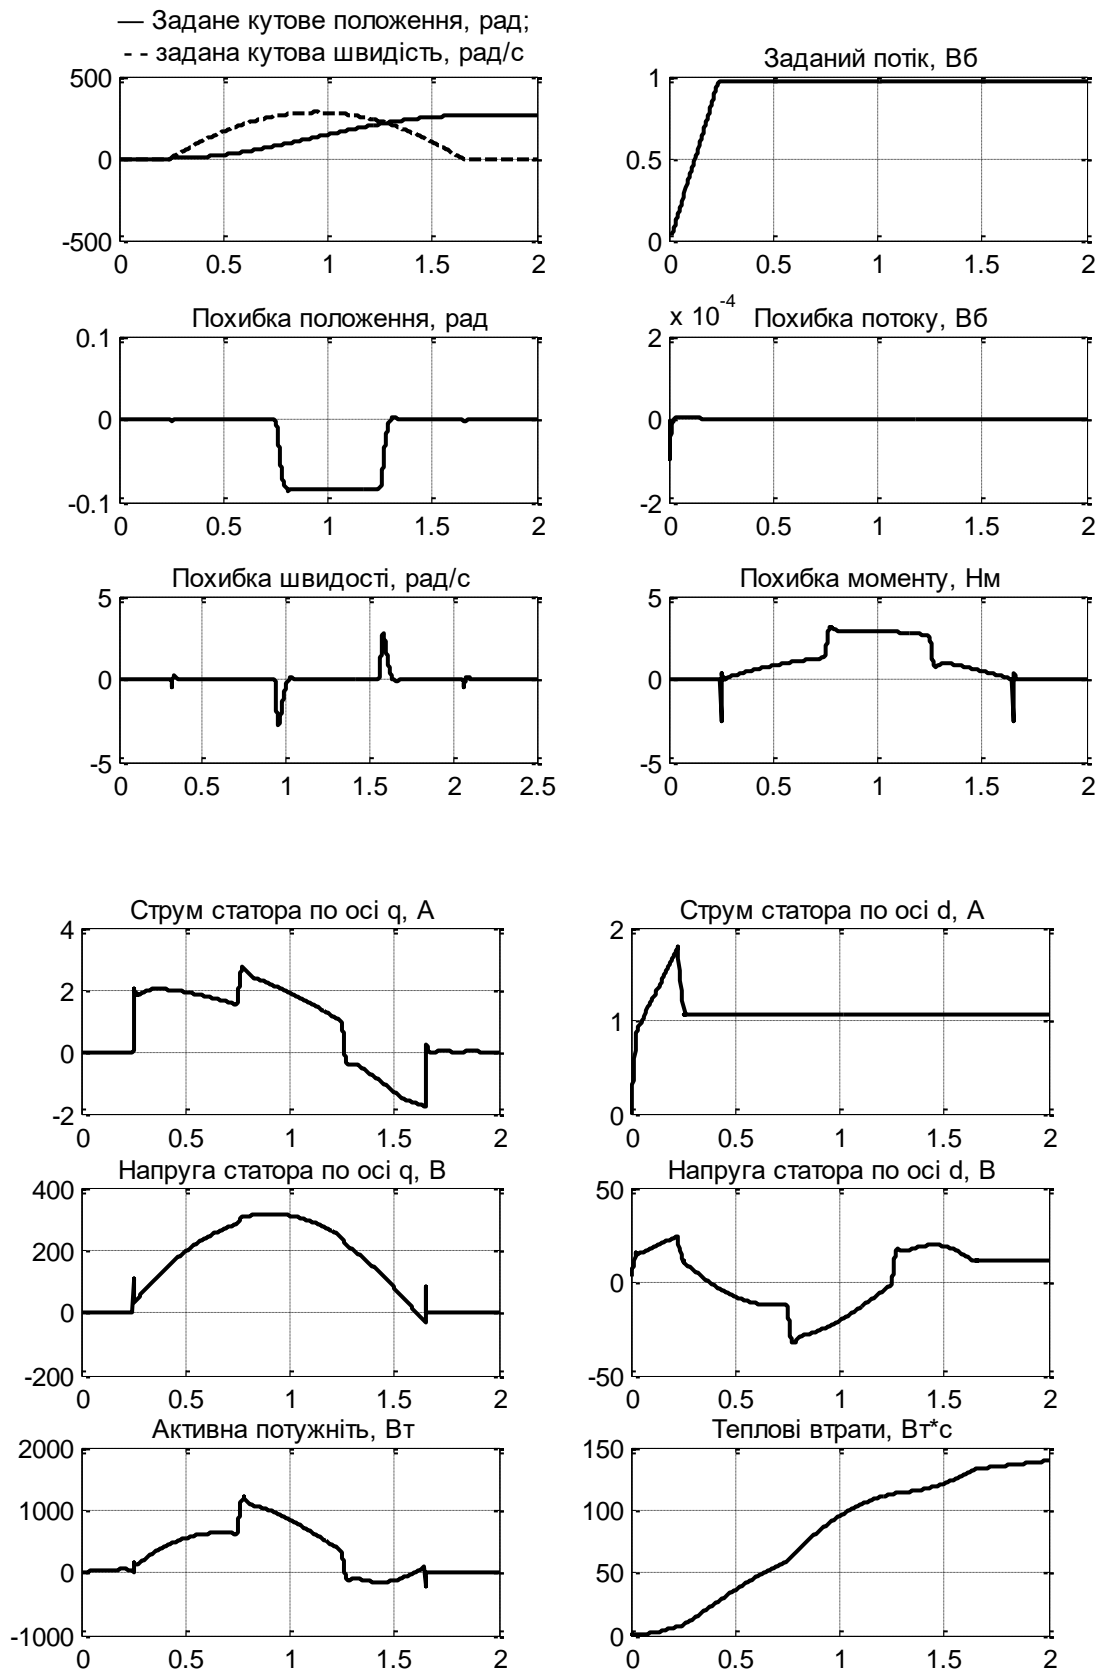 — Задане кутове положення, рад;
- - задана кутова швидість, рад/с
500
0
-500
0 0.5 1 1.5 2
Заданий потік, Вб
1
0.5
0
0 0.5 1 1.5 2
Похибка положення, рад
0.1
0
-0.1
0 0.5 1 1.5 2
x 10-4 Похибка потоку, Вб
2
0
-2
0 0.5 1 1.5 2
Похибка швидості, рад/с
5
0
-5
0 0.5 1 1.5 2 2.5
Похибка моменту, Нм
5
0
-5
0 0.5 1 1.5 2
Струм статора по осі q, А
4
2
0
-2
0 0.5 1 1.5 2
Струм статора по осі d, А
2
1
0
0 0.5 1 1.5 2
Напруга статора по осі q, В
400
200
0
-200
0 0.5 1 1.5 2
Напруга статора по осі d, В
50
0
-50
0 0.5 1 1.5 2
Активна потужніть, Вт
2000
1000
0
-1000
0 0.5 1 1.5 2
Теплові втрати, Вт*с
150
100
50
0
0 0.5 1 1.5 2